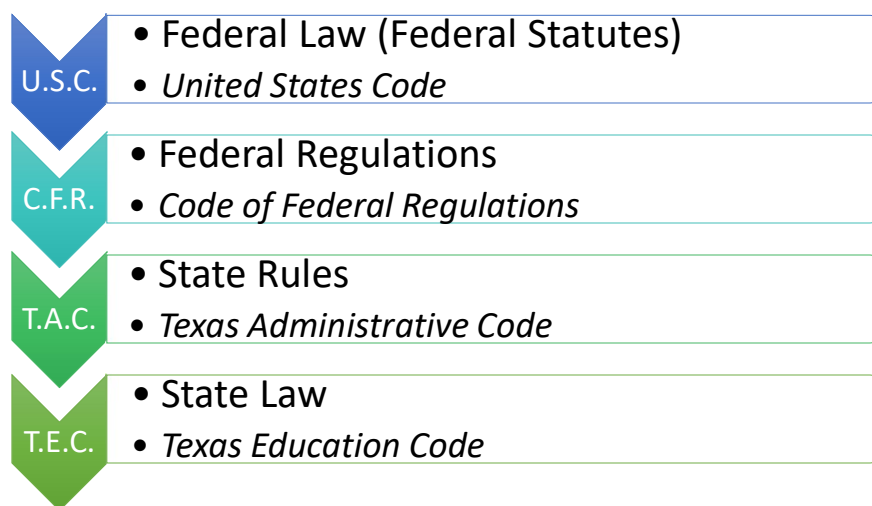 U.S.C.
• Federal Law (Federal Statutes)
• United States Code
C.F.R.
• Federal Regulations
• Code of Federal Regulations
T.A.C.
• State Rules
• Texas Administrative Code
T.E.C.
• State Law
• Texas Education Code